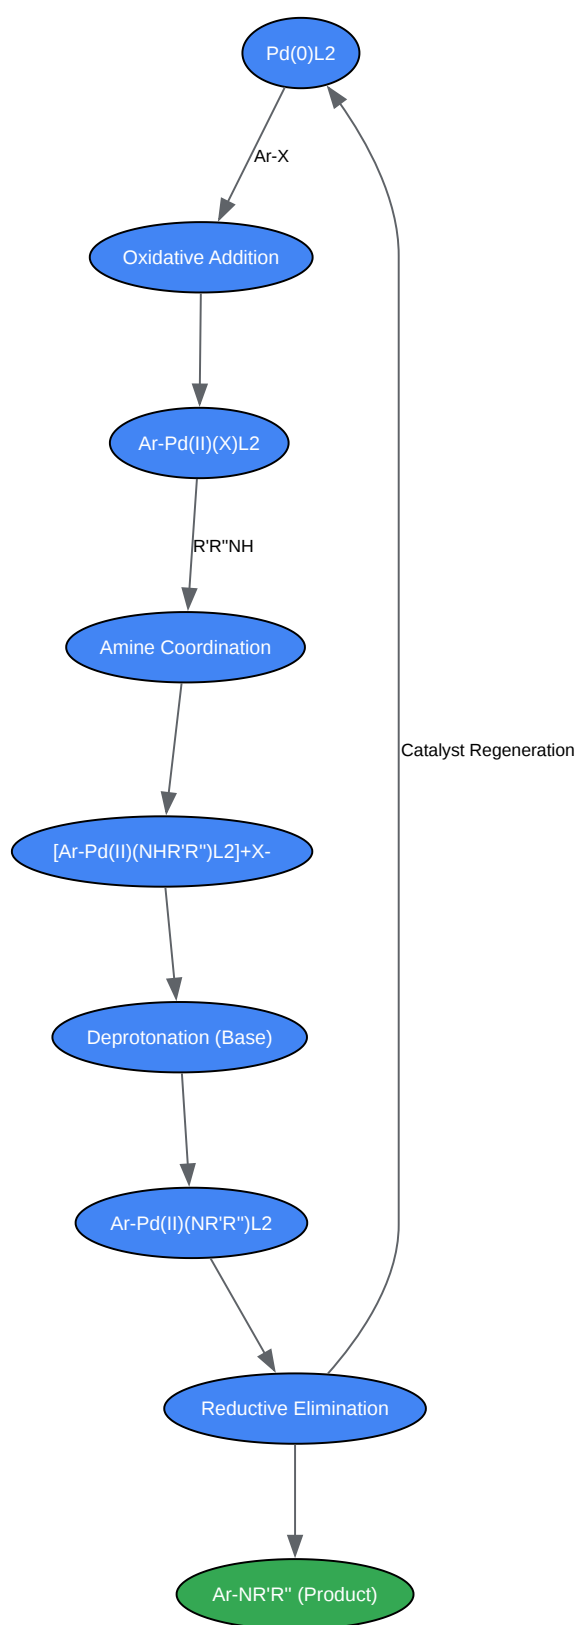 Pd(0)L2
Ar-X
Oxidative Addition
Ar-Pd(II)(X)L2
R'R''NH
Amine Coordination
Catalyst Regeneration
[Ar-Pd(II)(NHR'R'')L2]+X-
Deprotonation (Base)
Ar-Pd(II)(NR'R'')L2
Reductive Elimination
Ar-NR'R'' (Product)